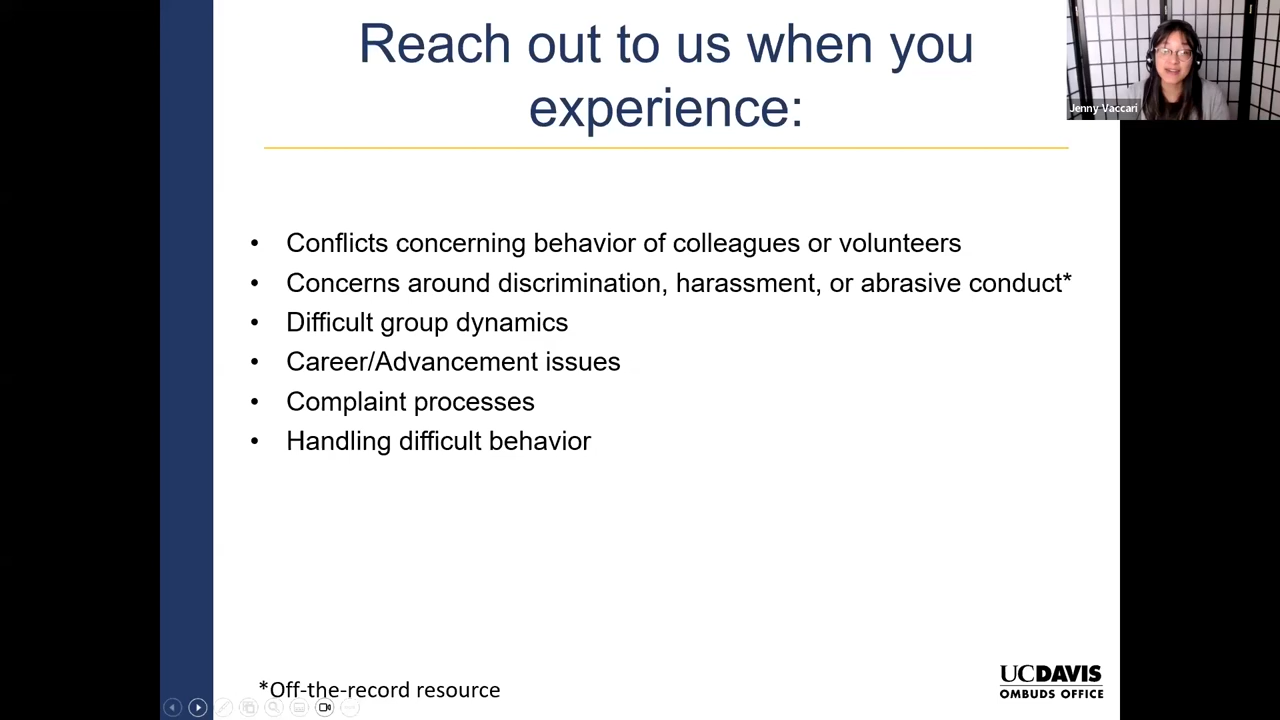 Reach out to us when you
experience:
Jenny Vaccari
• Conflicts concerning behavior of colleagues or volunteers
• Concerns around discrimination, harassment, or abrasive conduct*
• Difficult group dynamics
• Career/Advancement issues
• Complaint processes
• Handling difficult behavior
*Off-the-record resource
UCDAVIS
OMBUDS OFFICE